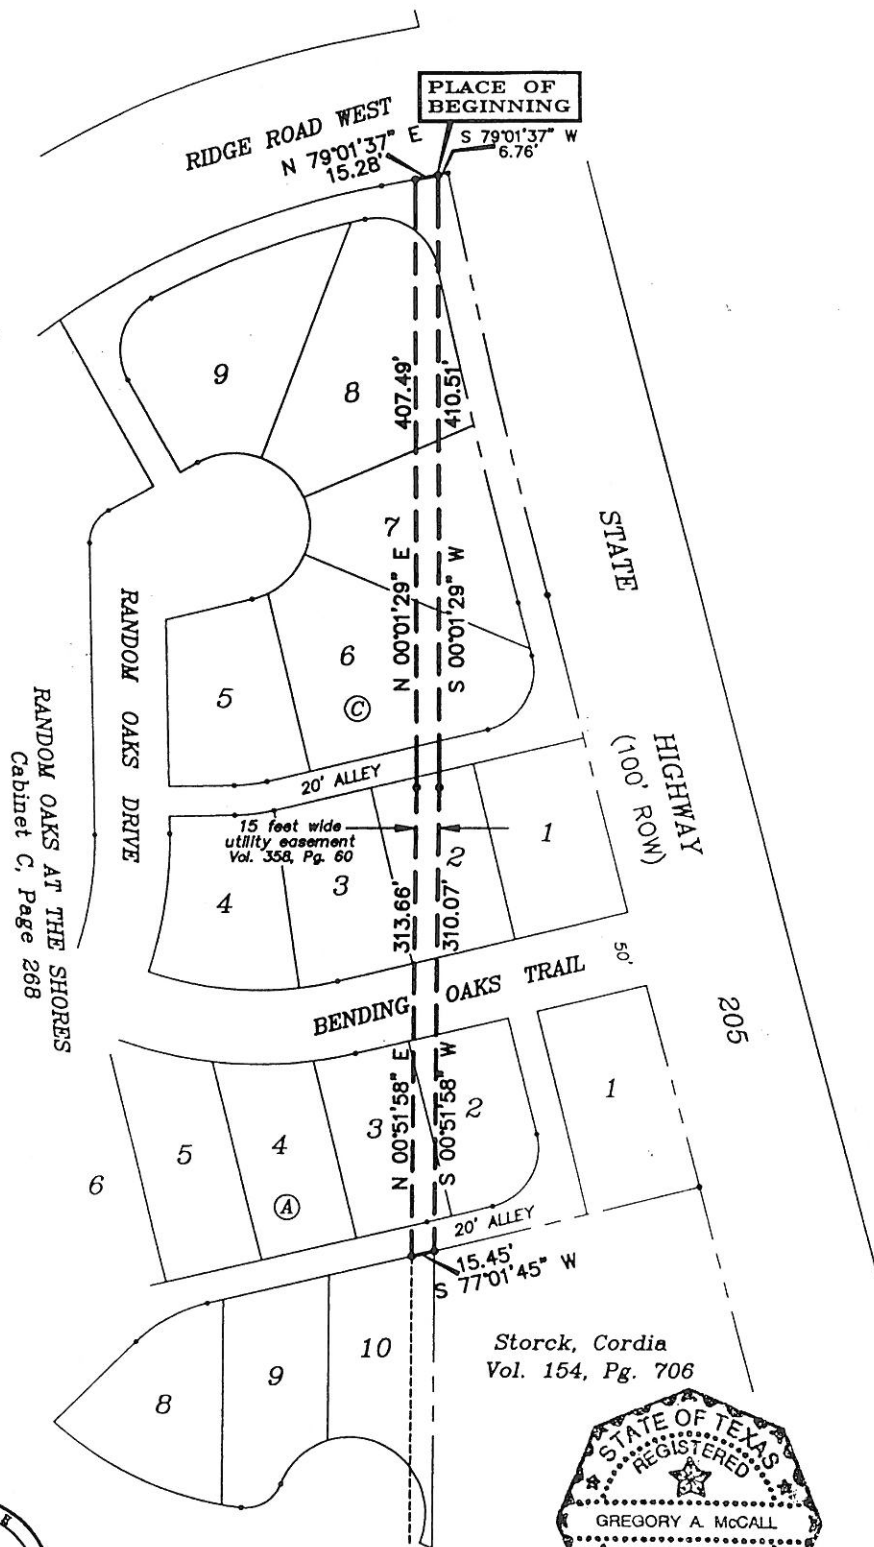 PLACE OF
BEGINNING
RIDGE ROAD WEST
N 79°01'37" E
15.28'
S 79°01'37" W
6.76'
9
8
407.49'
410.51'
7
N 00°01'29" E
S 00°01'29" W
STATE
HIGHWAY
(100' ROW)
205
6
5
C
RANDOM OAKS DRIVE
RANDOM OAKS AT THE SHORES
Cabinet C, Page 268
20' ALLEY
15 feet wide
utility easement
Vol. 358, Pg. 60
1
2
3
4
313.66'
310.07'
50'
BENDING OAKS TRAIL
N 00°51'58" E
S 00°51'58" W
1
2
3
4
5
6
A
20' ALLEY
15.45'
S 77°01'45" W
10
9
8
Storck, Cordia
Vol. 154, Pg. 706
STATE OF TEXAS
REGISTERED
GREGORY A. McCALL